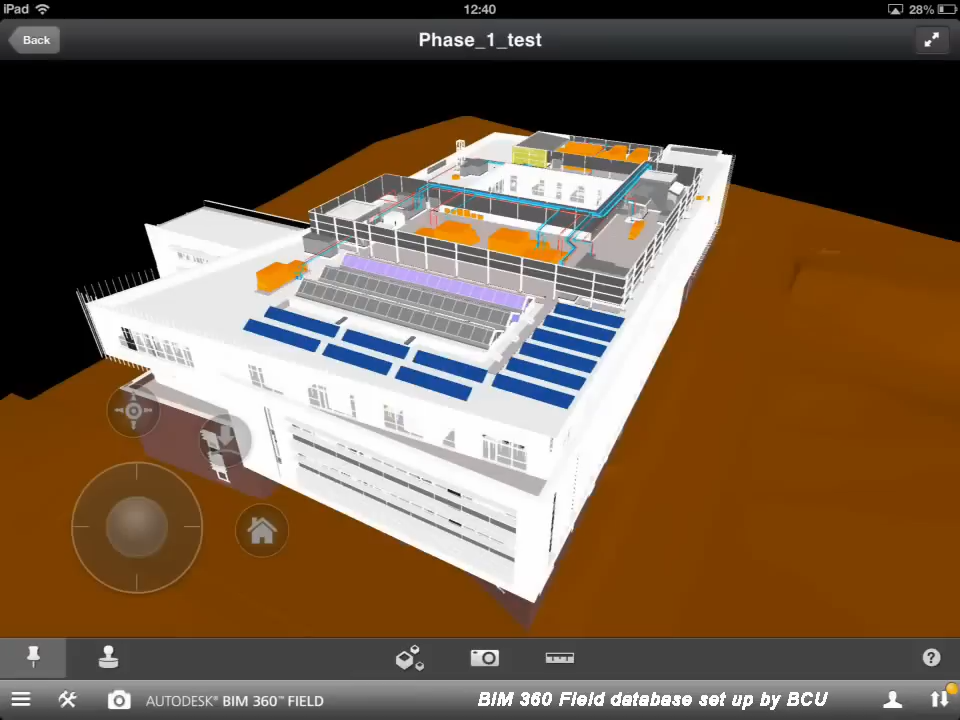 iPad 12:40 28%
Back Phase_1_test
?
AUTODESK® BIM 360™ FIELD BIM 360 Field database set up by BCU